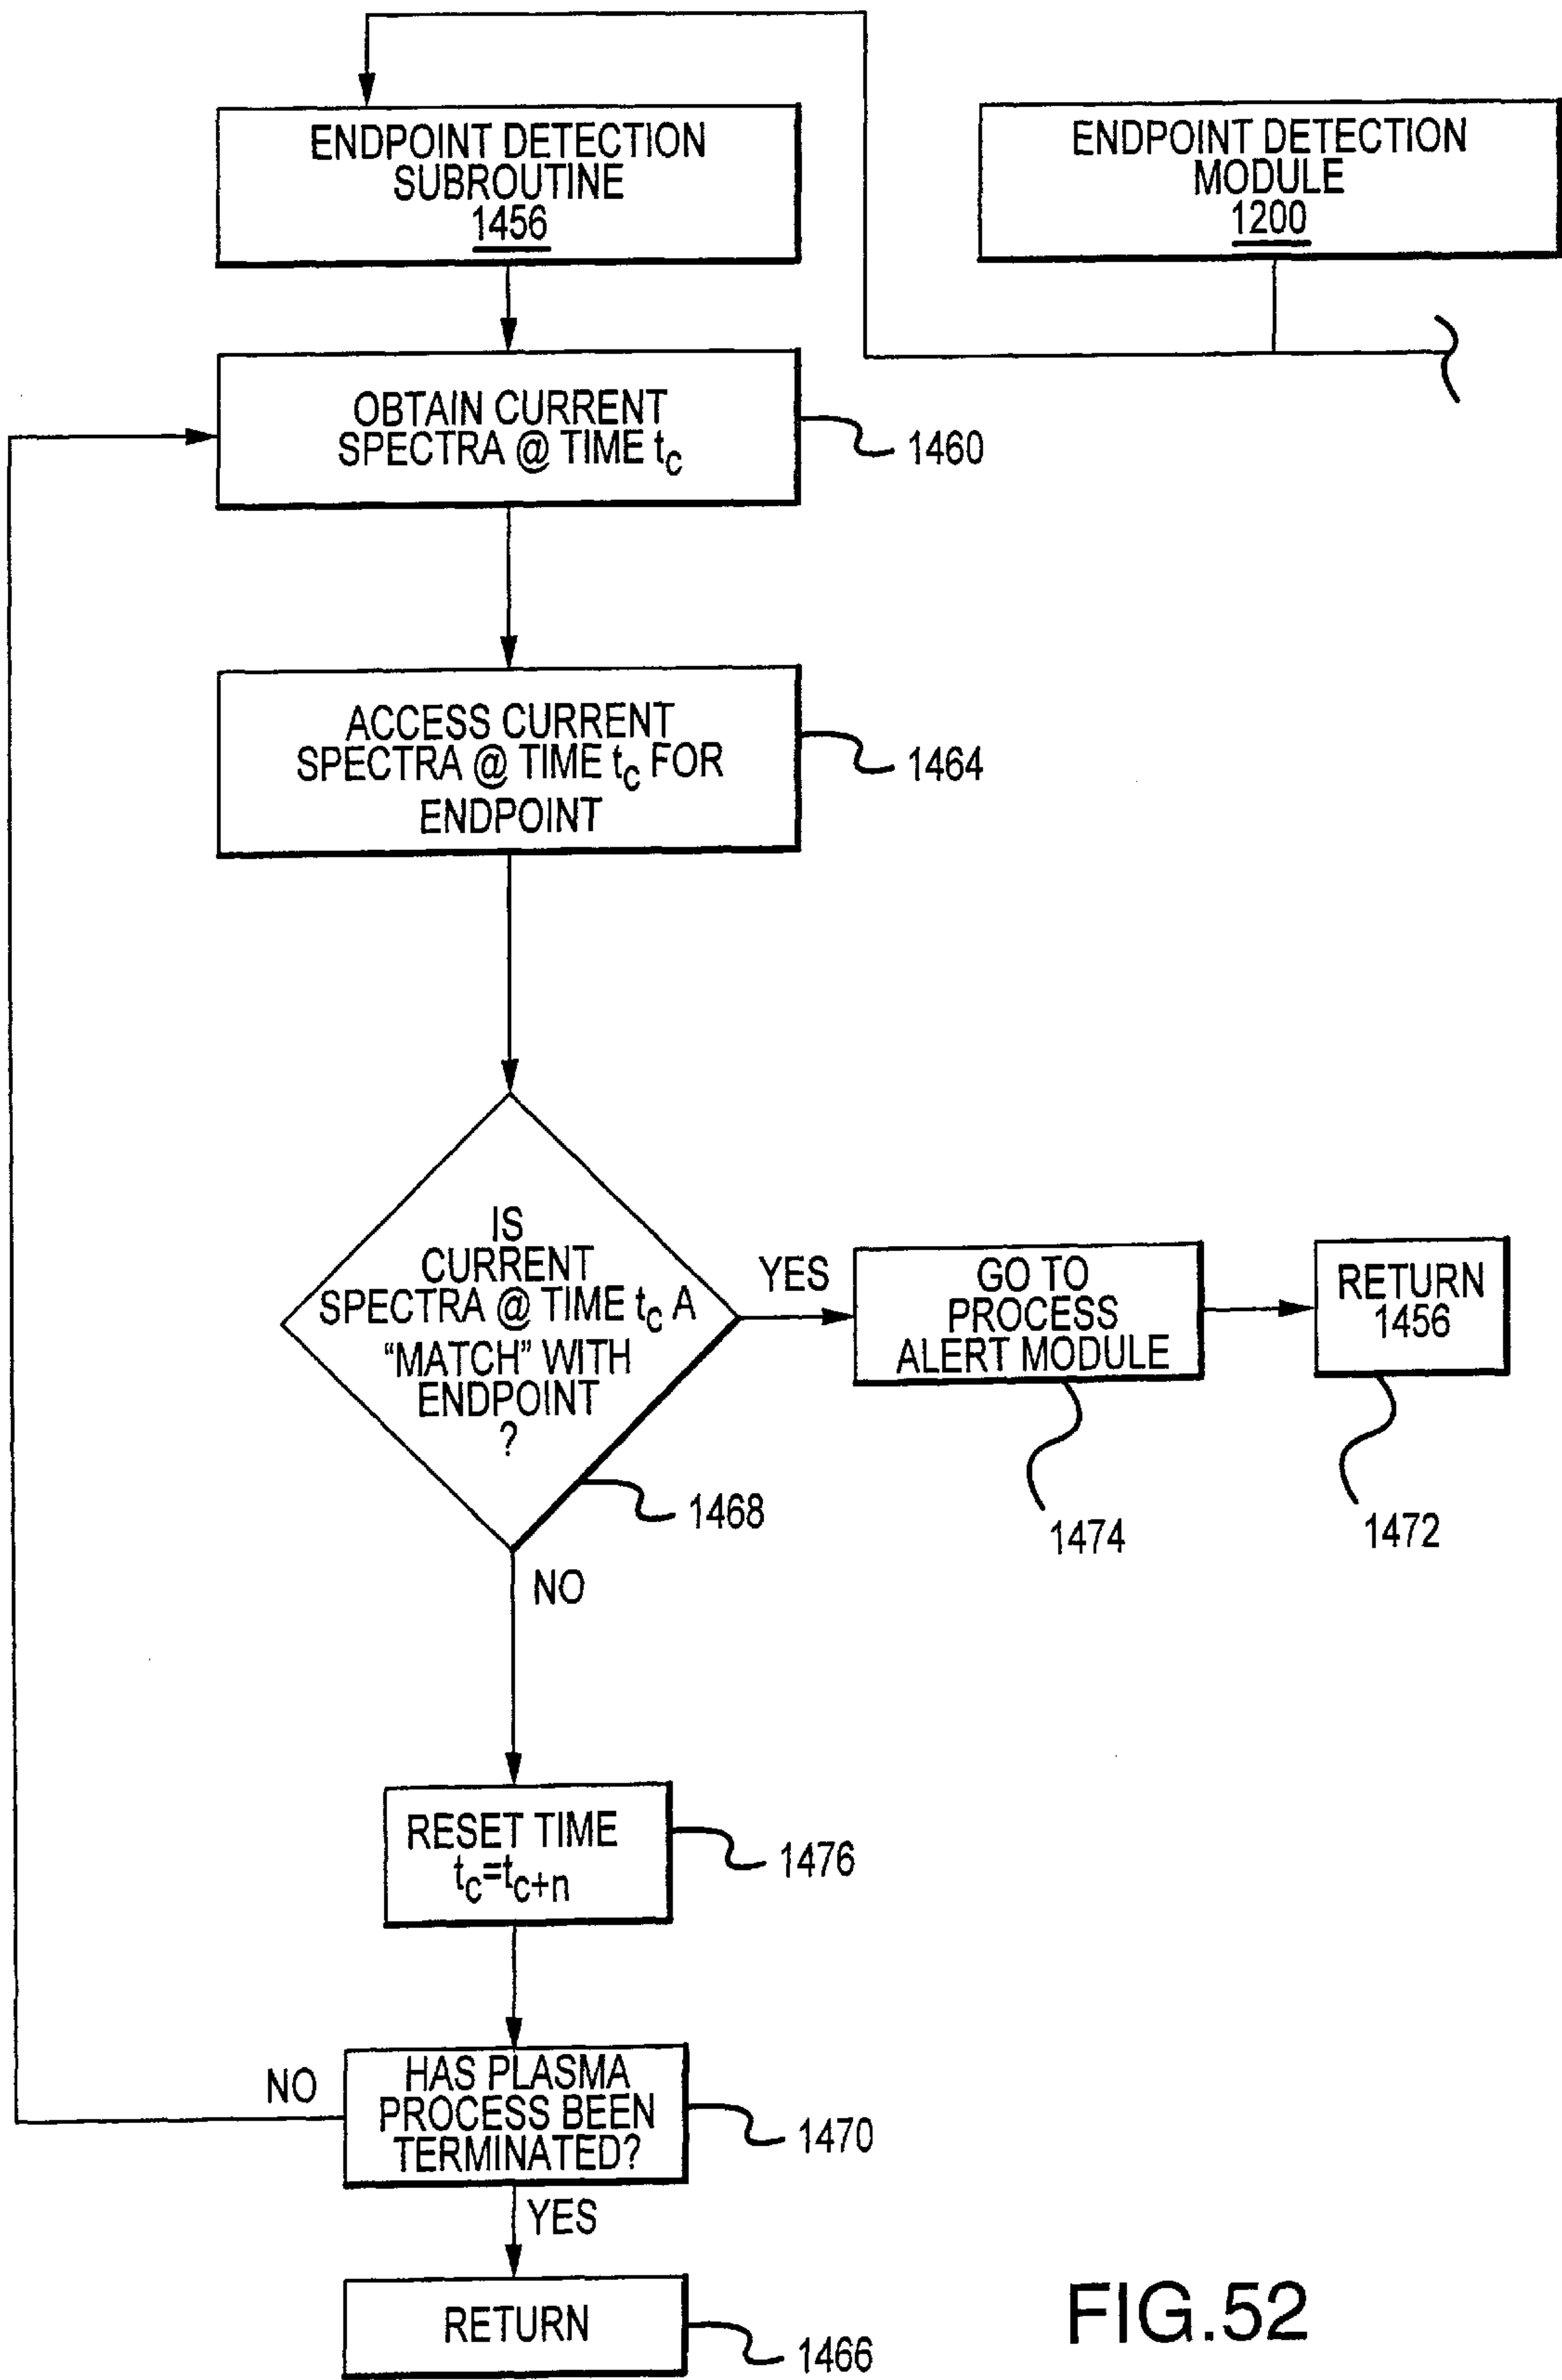 ENDPOINT DETECTION
SUBROUTINE
1456
ENDPOINT DETECTION
MODULE
1200
OBTAIN CURRENT
SPECTRA @ TIME tc
1460
ACCESS CURRENT
SPECTRA @ TIME tc FOR
ENDPOINT
1464
IS
CURRENT
SPECTRA @ TIME tc A
“MATCH” WITH
ENDPOINT
?
1468
YES
GO TO
PROCESS
ALERT MODULE
1474
RETURN
1456
1472
NO
RESET TIME
tc=tc+n
1476
NO
HAS PLASMA
PROCESS BEEN
TERMINATED?
1470
YES
RETURN
1466
FIG.52